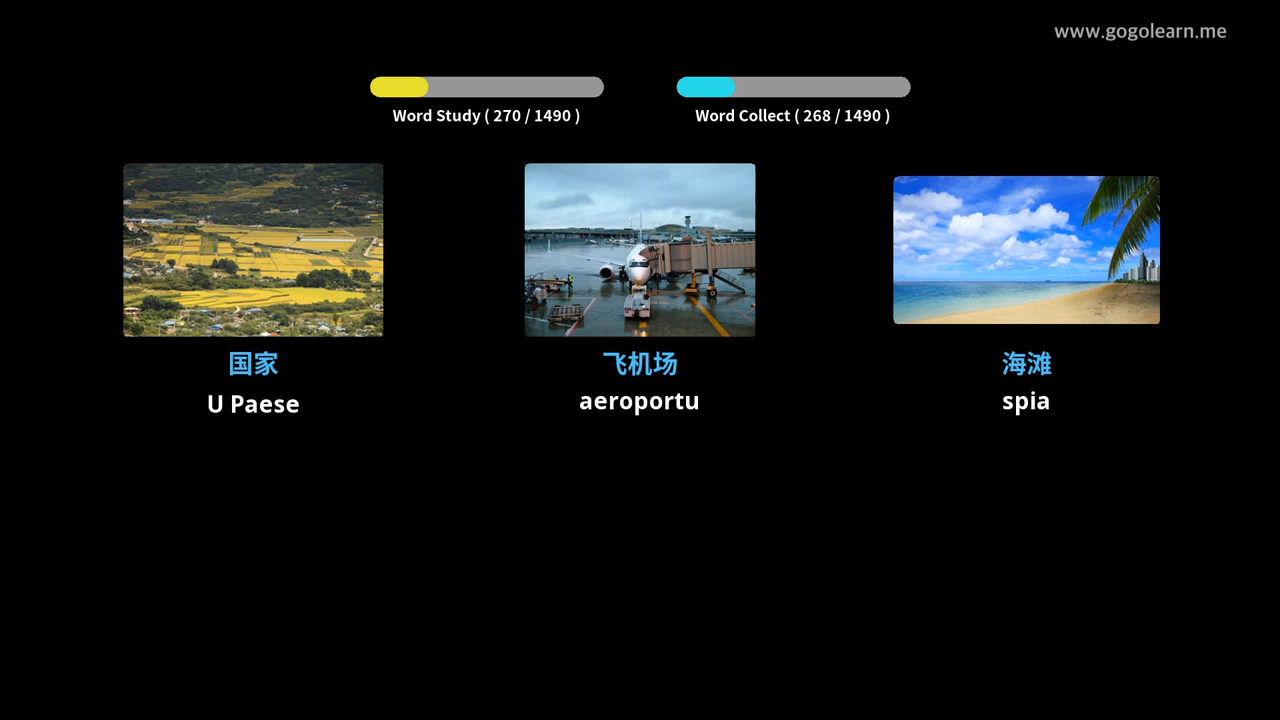 www.gogolearn.me
Word Study ( 270 / 1490 )
Word Collect ( 268 / 1490 )
国家
飞机场
海滩
U Paese
aeroportu
spia